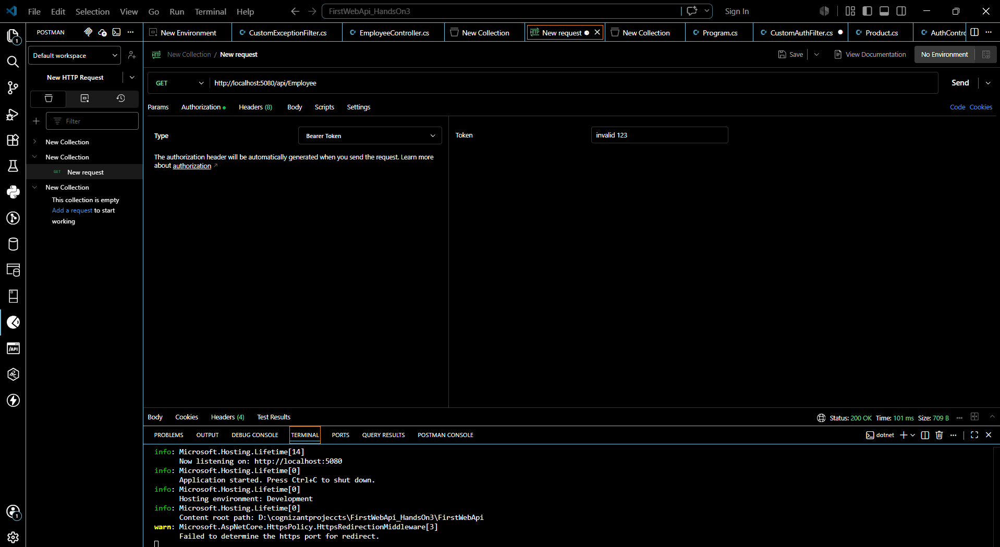 File Edit Selection View Go Run Terminal Help
FirstWebApi_HandsOn3
Sign In
POSTMAN
New Environment
CustomExceptionFilter.cs
EmployeeController.cs
New Collection
HTTP New request
New Collection
Program.cs
CustomAuthFilter.cs
Product.cs
AuthContro
Default workspace
HTTP New Collection / New request
Save
View Documentation
No Environment
New HTTP Request
GET
http://localhost:5080/api/Employee
Send
Params Authorization Headers (8) Body Scripts Settings
Code Cookies
Filter
Type
Bearer Token
Token
invalid 123
The authorization header will be automatically generated when you send the request. Learn more
about authorization
New Collection
New Collection
GET New request
New Collection
This collection is empty
Add a request to start
working
/API
1
1
Body Cookies Headers (4) Test Results
Status: 200 OK Time: 101 ms Size: 709 B
PROBLEMS OUTPUT DEBUG CONSOLE TERMINAL PORTS QUERY RESULTS POSTMAN CONSOLE
dotnet
info: Microsoft.Hosting.Lifetime[14]
Now listening on: http://localhost:5080
info: Microsoft.Hosting.Lifetime[0]
Application started. Press Ctrl+C to shut down.
info: Microsoft.Hosting.Lifetime[0]
Hosting environment: Development
info: Microsoft.Hosting.Lifetime[0]
Content root path: D:\cognizantprojeccts\FirstWebApi_HandsOn3\FirstWebApi
warn: Microsoft.AspNetCore.HttpsPolicy.HttpsRedirectionMiddleware[3]
Failed to determine the https port for redirect.